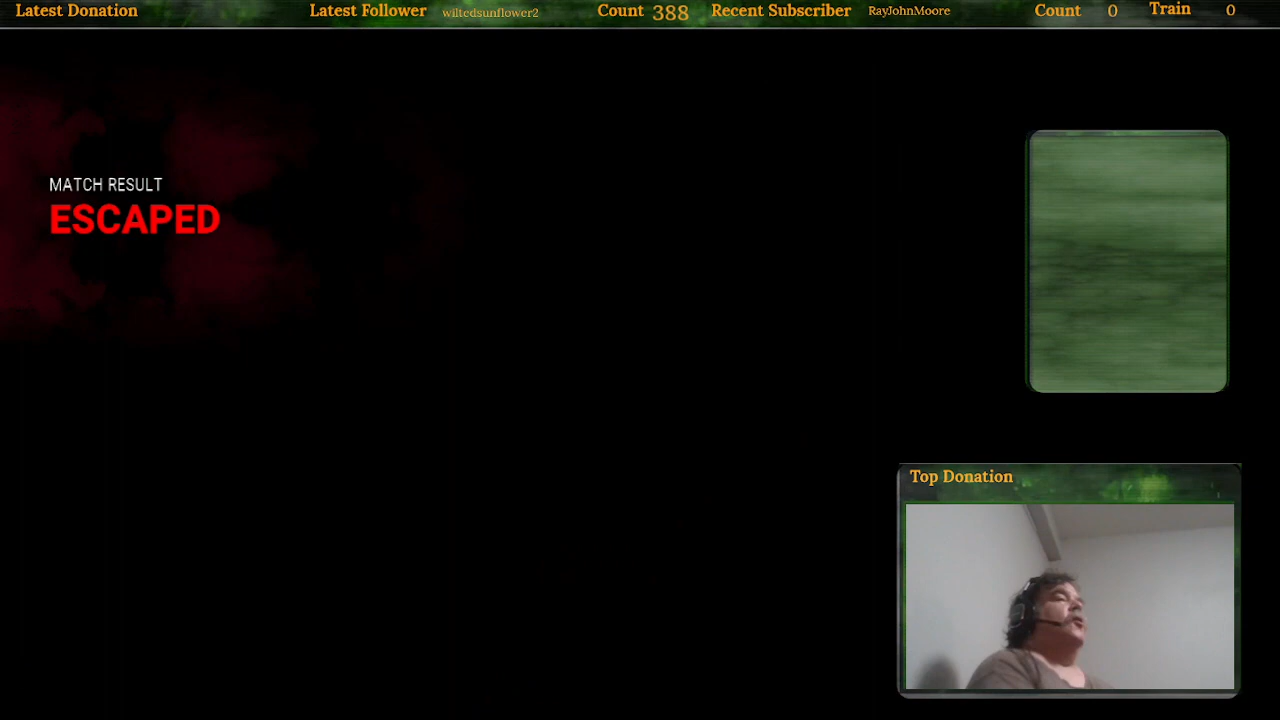 Latest Donation Latest Follower wiltedsunflower2 Count 388 Recent Subscriber RayJohnMoore Count 0 Train 0
MATCH RESULT
ESCAPED
Top Donation